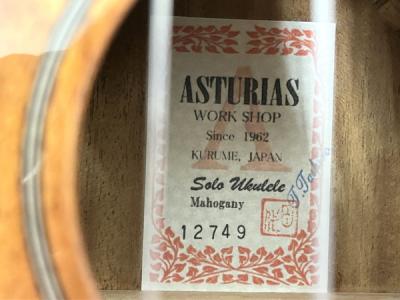 ASTURIAS
WORK SHOP
Since 1962
KURUME, JAPAN
Solo Ukulele
Mahogany
12749